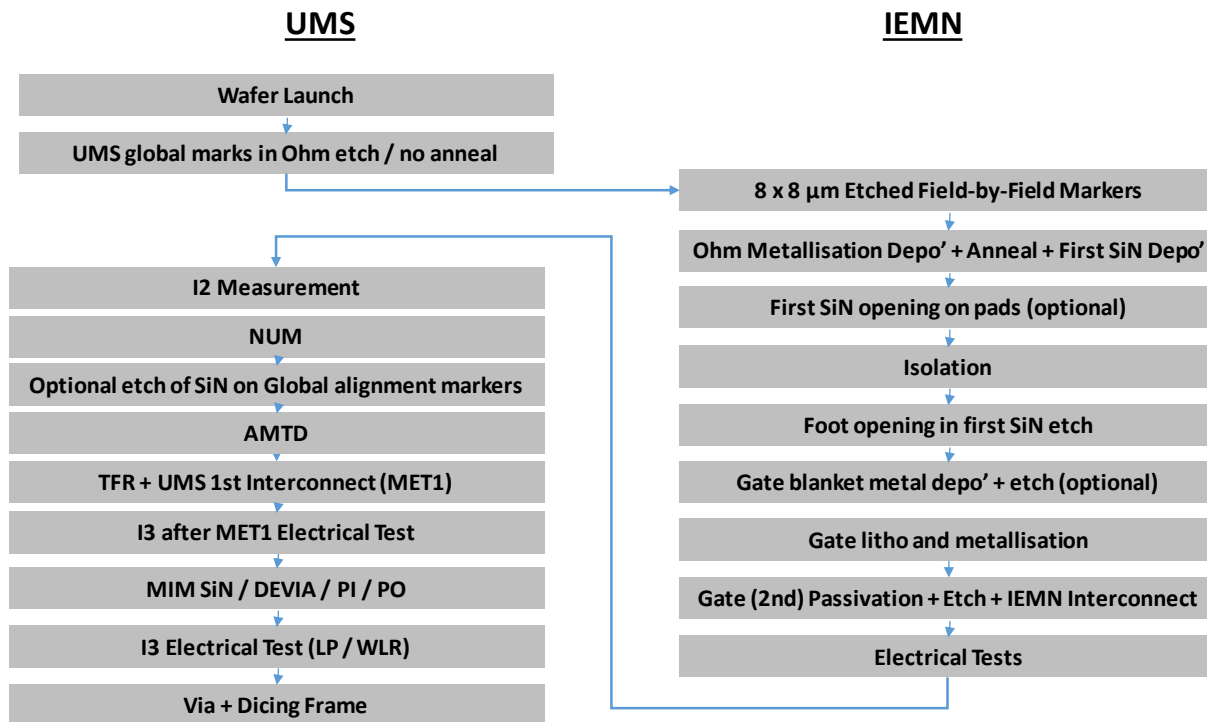 UMS
Wafer Launch
UMS global marks in Ohm etch / no anneal
I2 Measurement
NUM
Optional etch of SiN on Global alignment markers
AMTD
TFR + UMS 1st Interconnect (MET1)
I3 after MET1 Electrical Test
MIM SiN / DEVIA / PI / PO
I3 Electrical Test (LP / WLR)
Via + Dicing Frame
IEMN
8 x 8 µm Etched Field-by-Field Markers
Ohm Metallisation Depo’ + Anneal + First SiN Depo’
First SiN opening on pads (optional)
Isolation
Foot opening in first SiN etch
Gate blanket metal depo’ + etch (optional)
Gate litho and metallisation
Gate (2nd) Passivation + Etch + IEMN Interconnect
Electrical Tests